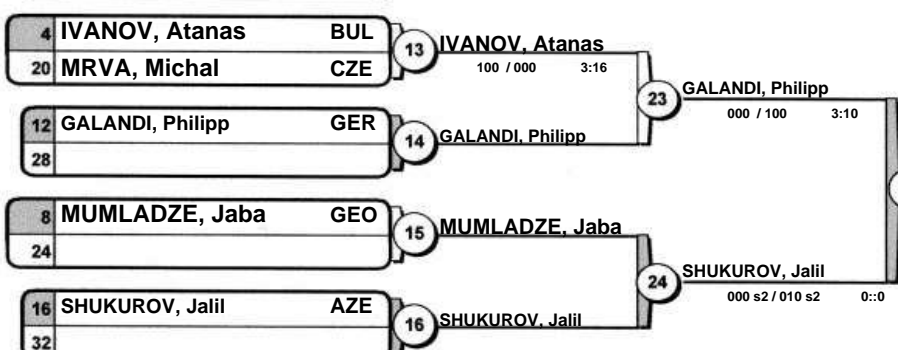 4 IVANOV, Atanas BUL
20 MRVA, Michal CZE
13 IVANOV, Atanas
100 / 000 3:16
12 GALANDI, Philipp GER
28
14 GALANDI, Philipp
23 GALANDI, Philipp
000 / 100 3:10
8 MUMLADZE, Jaba GEO
24
15 MUMLADZE, Jaba
16 SHUKUROV, Jalil AZE
32
16 SHUKUROV, Jalil
24 SHUKUROV, Jalil
000 s2 / 010 s2 0::0